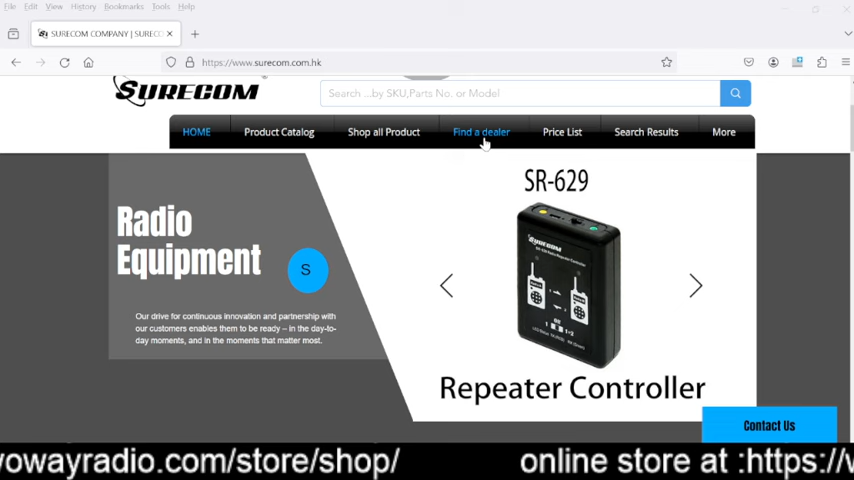 File Edit View History Bookmarks Tools Help
SURECOM COMPANY | SUREC
https://www.surecom.com.hk
SURECOM
Search ...by SKU,Parts No. or Model
HOME Product Catalog Shop all Product Find a dealer Price List Search Results More
SR-629
Radio
Equipment
S
SURECOM
Our drive for continuous innovation and partnership with
our customers enables them to be ready – in the day-
to-day moments, and in the moments that matter most.
Repeater Controller
Contact Us
wowayradio.com/store/shop/ online store at :https://w